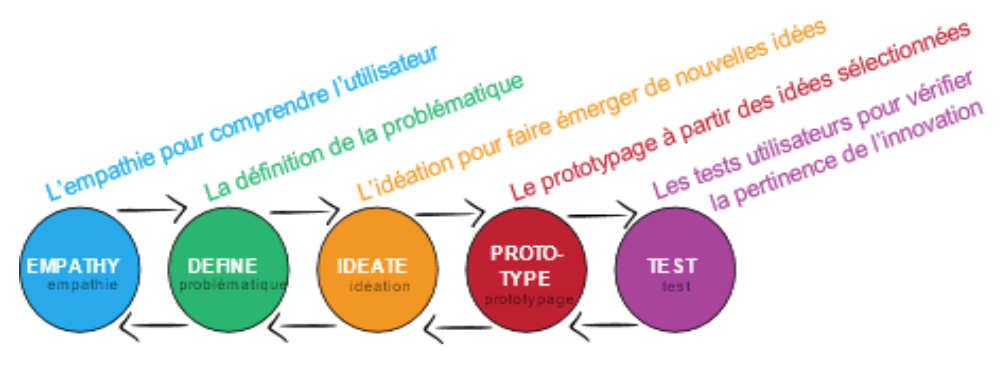 L'empathie pour comprendre l'utilisateur
La définition de la problématique
L'idéation pour faire émerger de nouvelles idées
Le prototypage à partir des idées sélectionnées
Les tests utilisateurs pour vérifier
la pertinence de l'innovation
EMPATHY
empathie
DEFINE
problématique
IDEATE
idéation
PROTO-
TYPE
prototypage
TEST
test